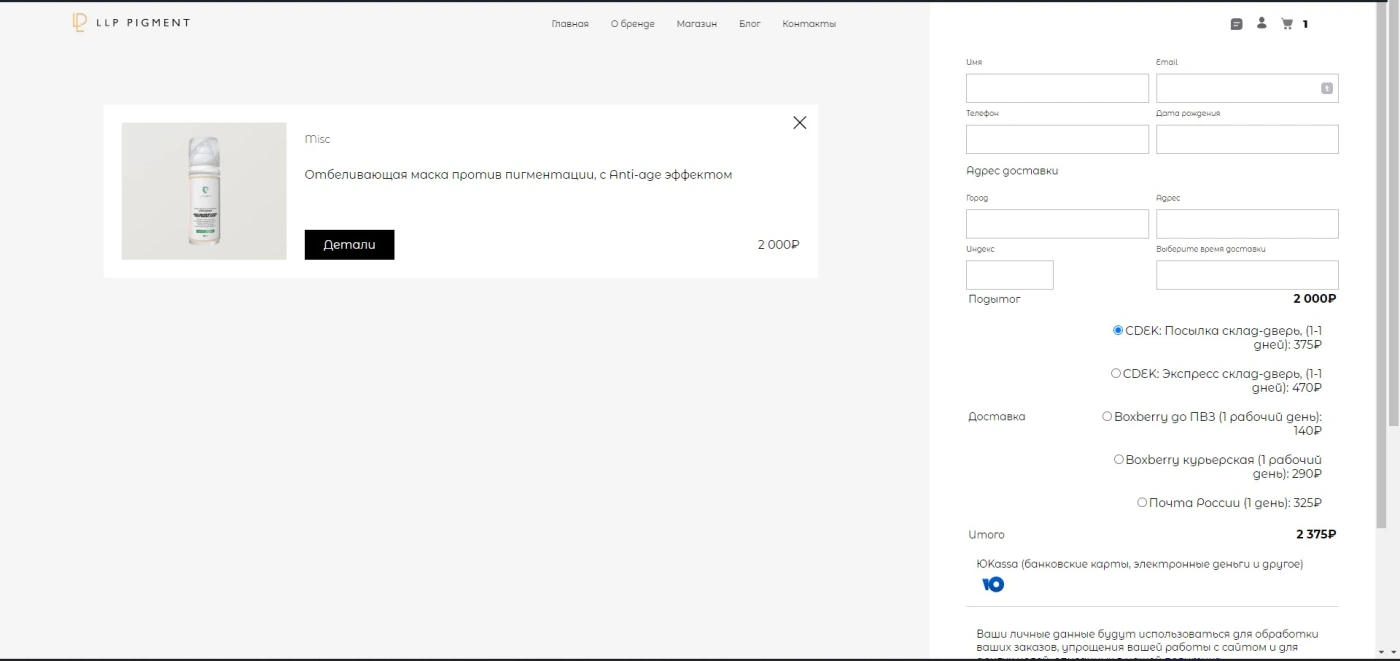 LLP PIGMENT
Главная О бренде Магазин Блог Контакты
1
Misc
Отбеливающая маска против пигментации, с Anti-age эффектом
Детали
2 000₽
Имя Email
Телефон Дата рождения
Адрес доставки
Город Адрес
Индекс Выберите время доставки
Подытог 2 000₽
CDEK: Посылка склад-дверь, (1-1
дней): 375₽
CDEK: Экспресс склад-дверь, (1-1
дней): 470₽
Доставка
Boxberry до ПВЗ (1 рабочий день):
140₽
Boxberry курьерская (1 рабочий
день): 290₽
Почта России (1 день): 325₽
Итого 2 375₽
ЮKassa (банковские карты, электронные деньги и другое)
Ю
Ваши личные данные будут использоваться для обработки
ваших заказов, упрощения вашей работы с сайтом и для